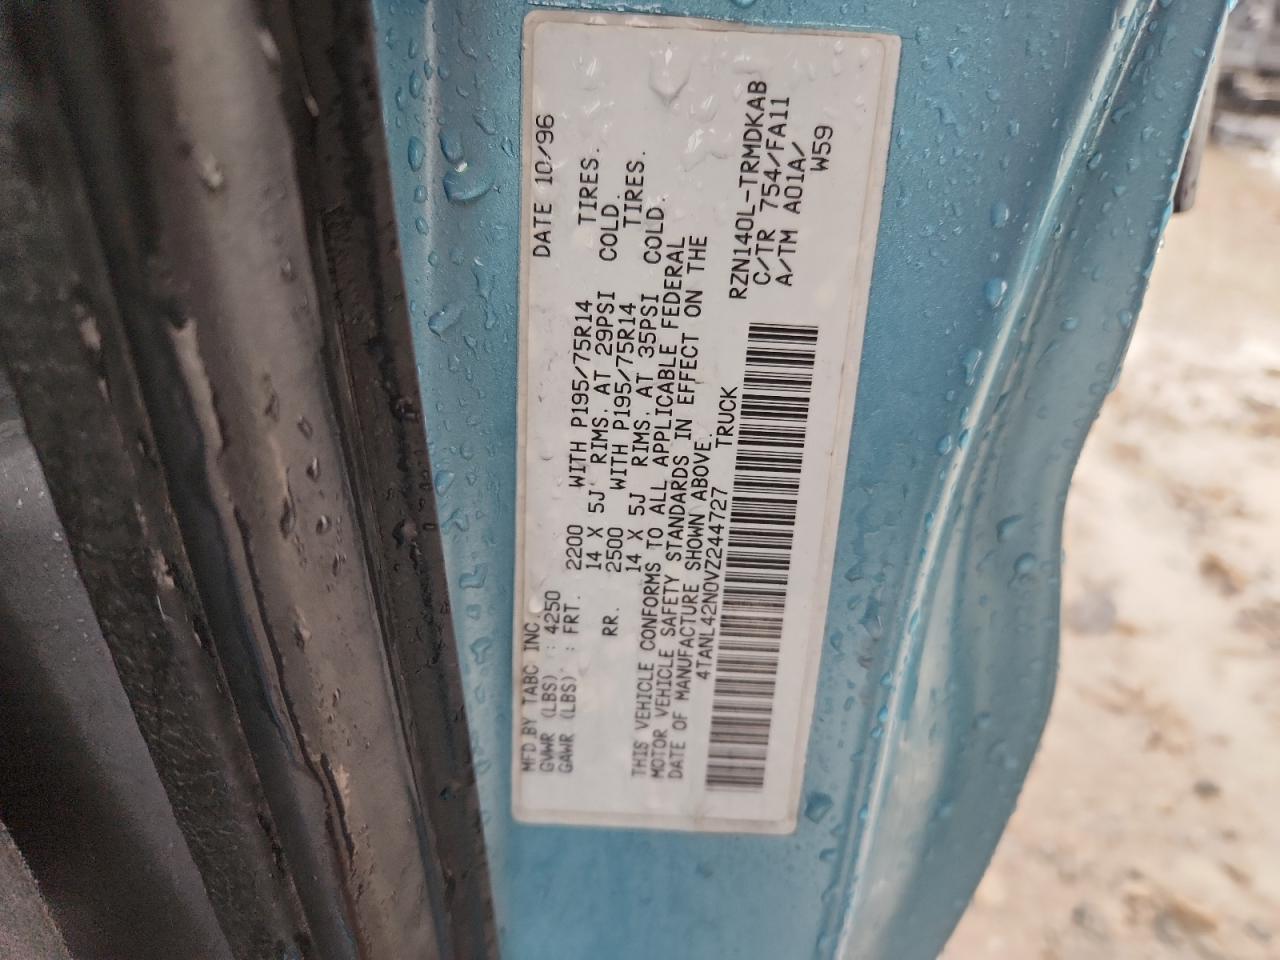 MFD BY TABC INC. DATE 10/96
GVWR (LBS) : 4250
GAWR (LBS) : FRT. 2200 WITH P195/75R14 TIRES.
14 X 5J RIMS. AT 29PSI COLD.
RR. 2500 WITH P195/75R14 TIRES.
14 X 5J RIMS. AT 35PSI COLD.
THIS VEHICLE CONFORMS TO ALL APPLICABLE FEDERAL
MOTOR VEHICLE SAFETY STANDARDS IN EFFECT ON THE
DATE OF MANUFACTURE SHOWN ABOVE.
4TANL42N0VZ244727 TRUCK
RZN140L-TRMDKAB
C/TR 754/FA11
A/TM A01A/
W59